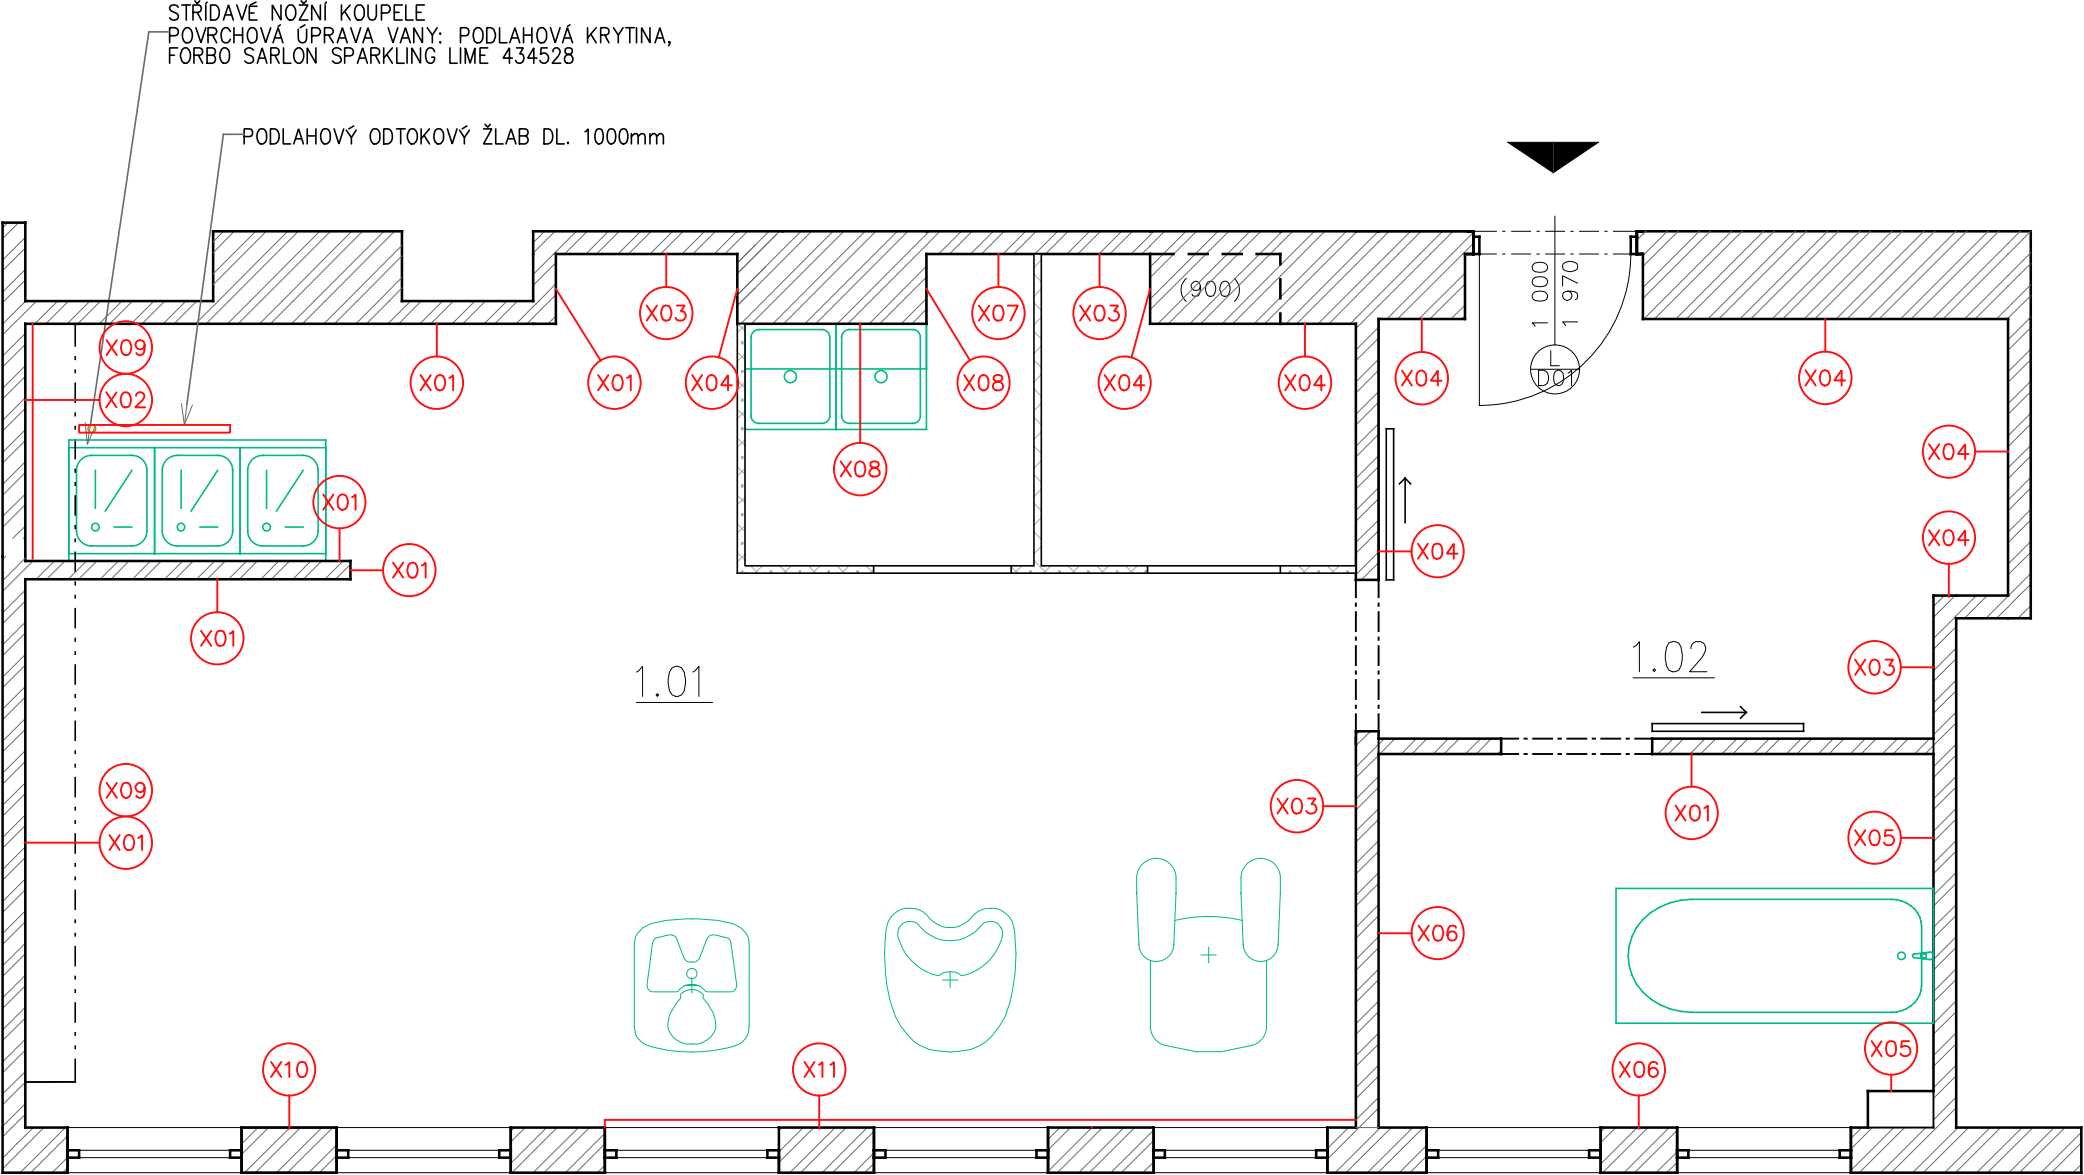 STŘÍDAVÉ NOŽNÍ KOUPELE
POVRCHOVÁ ÚPRAVA VANY: PODLAHOVÁ KRYTINA,
FORBO SARLON SPARKLING LIME 434528
PODLAHOVÝ ODTOKOVÝ ŽLAB DL. 1000mm
(900)
1 000
1 970
L
D01
X03
X07
X03
X09
X01
X01
X04
X08
X04
X04
X04
X04
X02
X04
X08
X01
X04
X04
X01
X01
1.01
1.02
X03
X09
X03
X01
X01
X05
X06
X05
X10
X11
X06